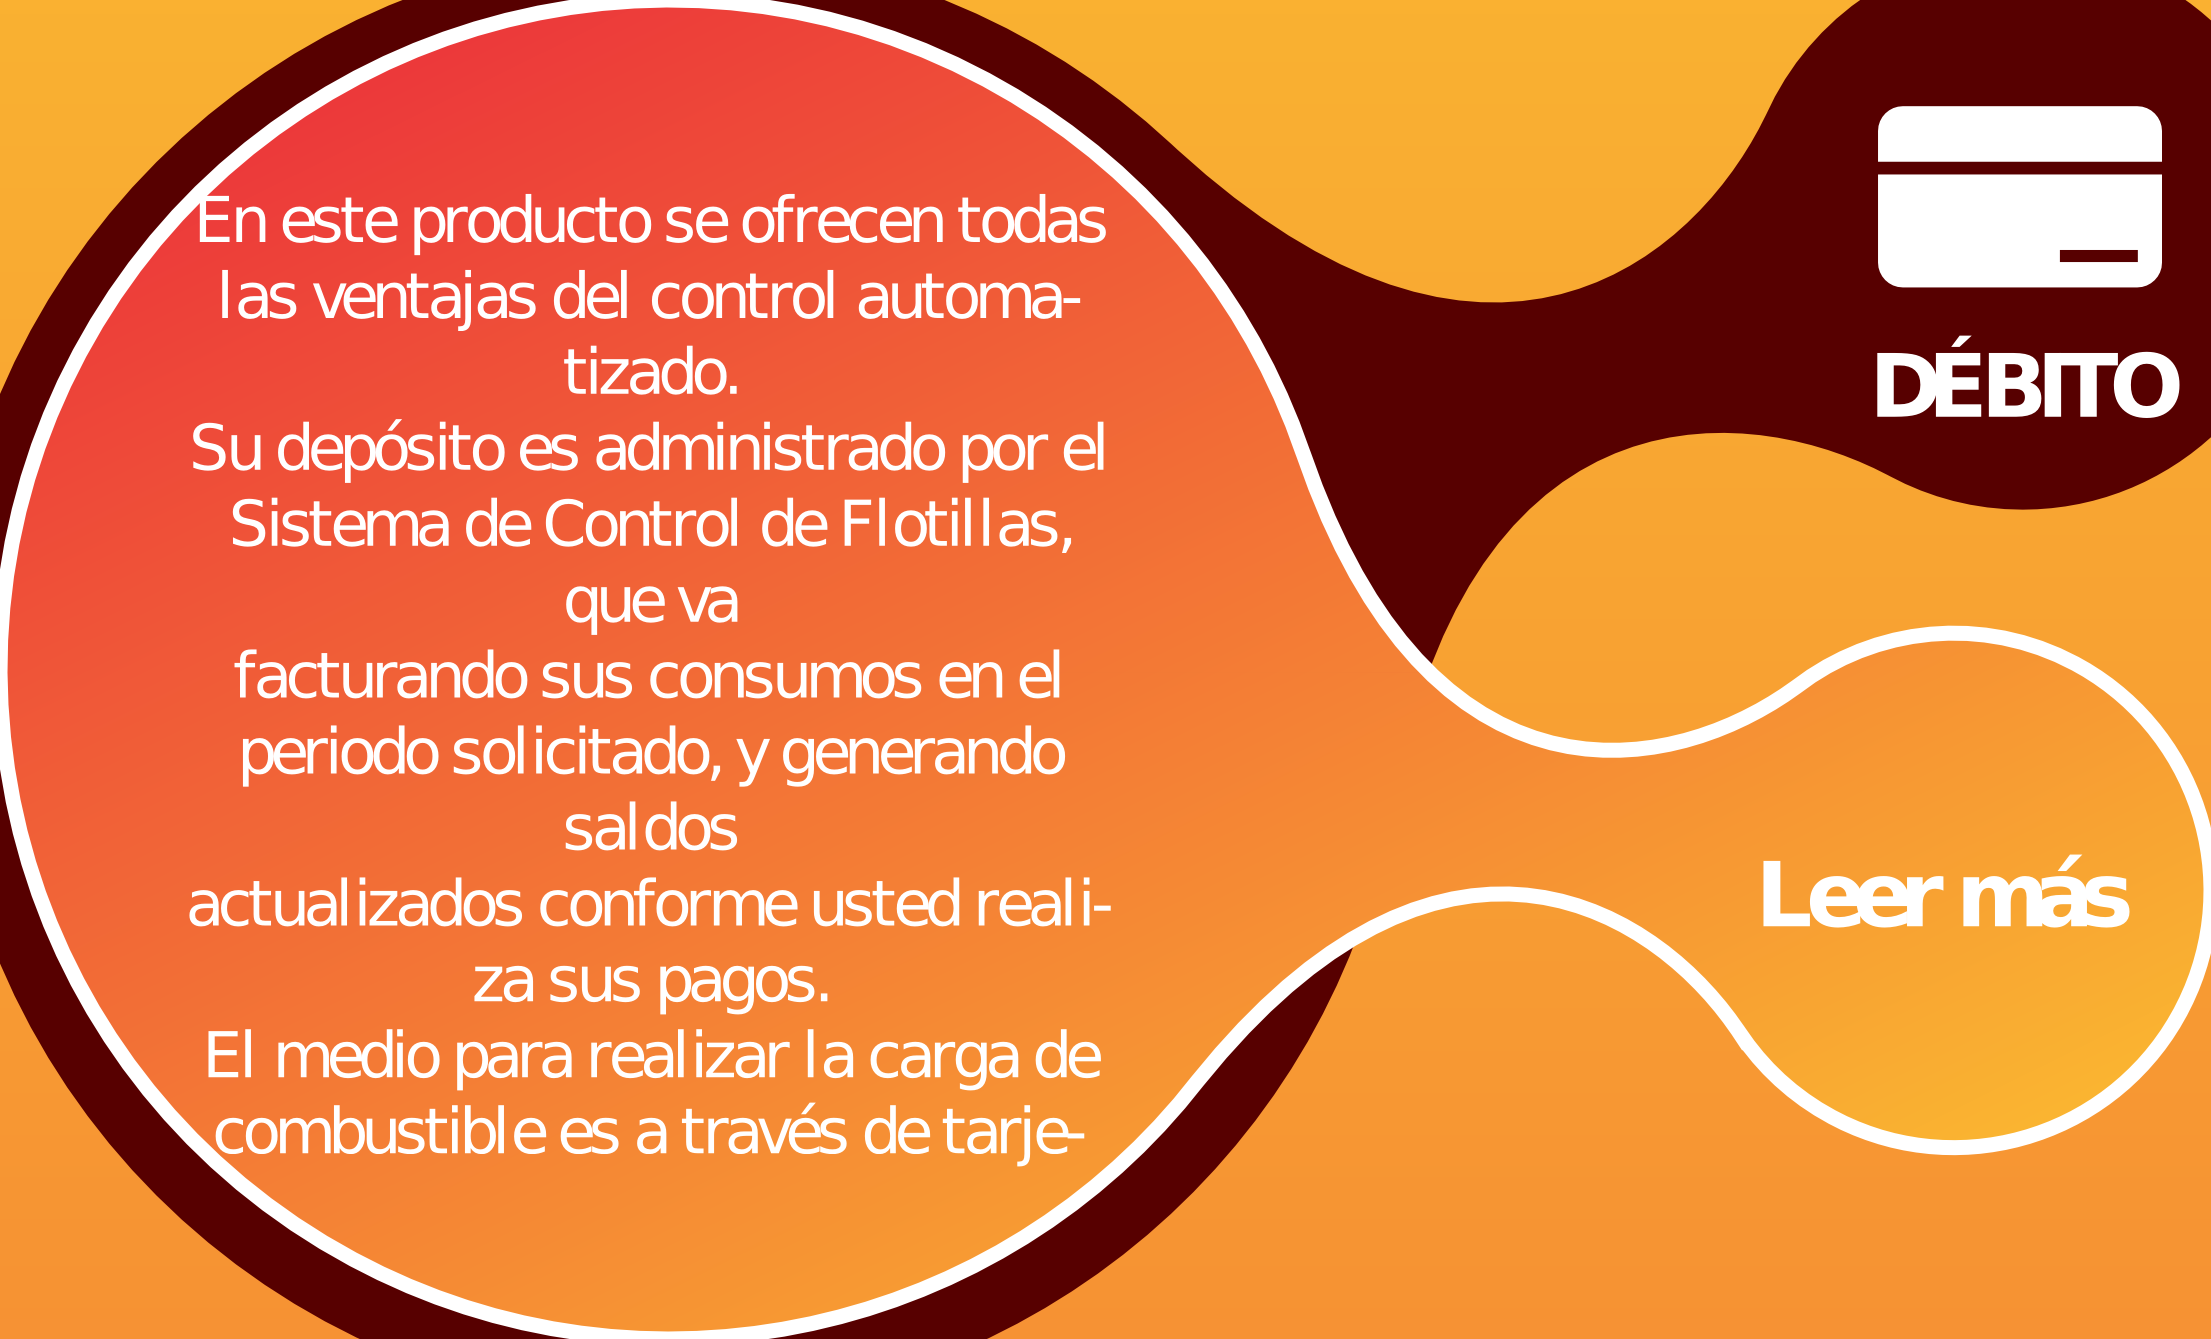 En este producto se ofrecen todas
las ventajas del control automa-
tizado.
Su depósito es administrado por el
Sistema de Control de Flotillas,
que va
facturando sus consumos en el
periodo solicitado, y generando
saldos
actualizados conforme usted reali-
za sus pagos.
El medio para realizar la carga de
combustible es a través de tarje-
DÉBITO
Leer más